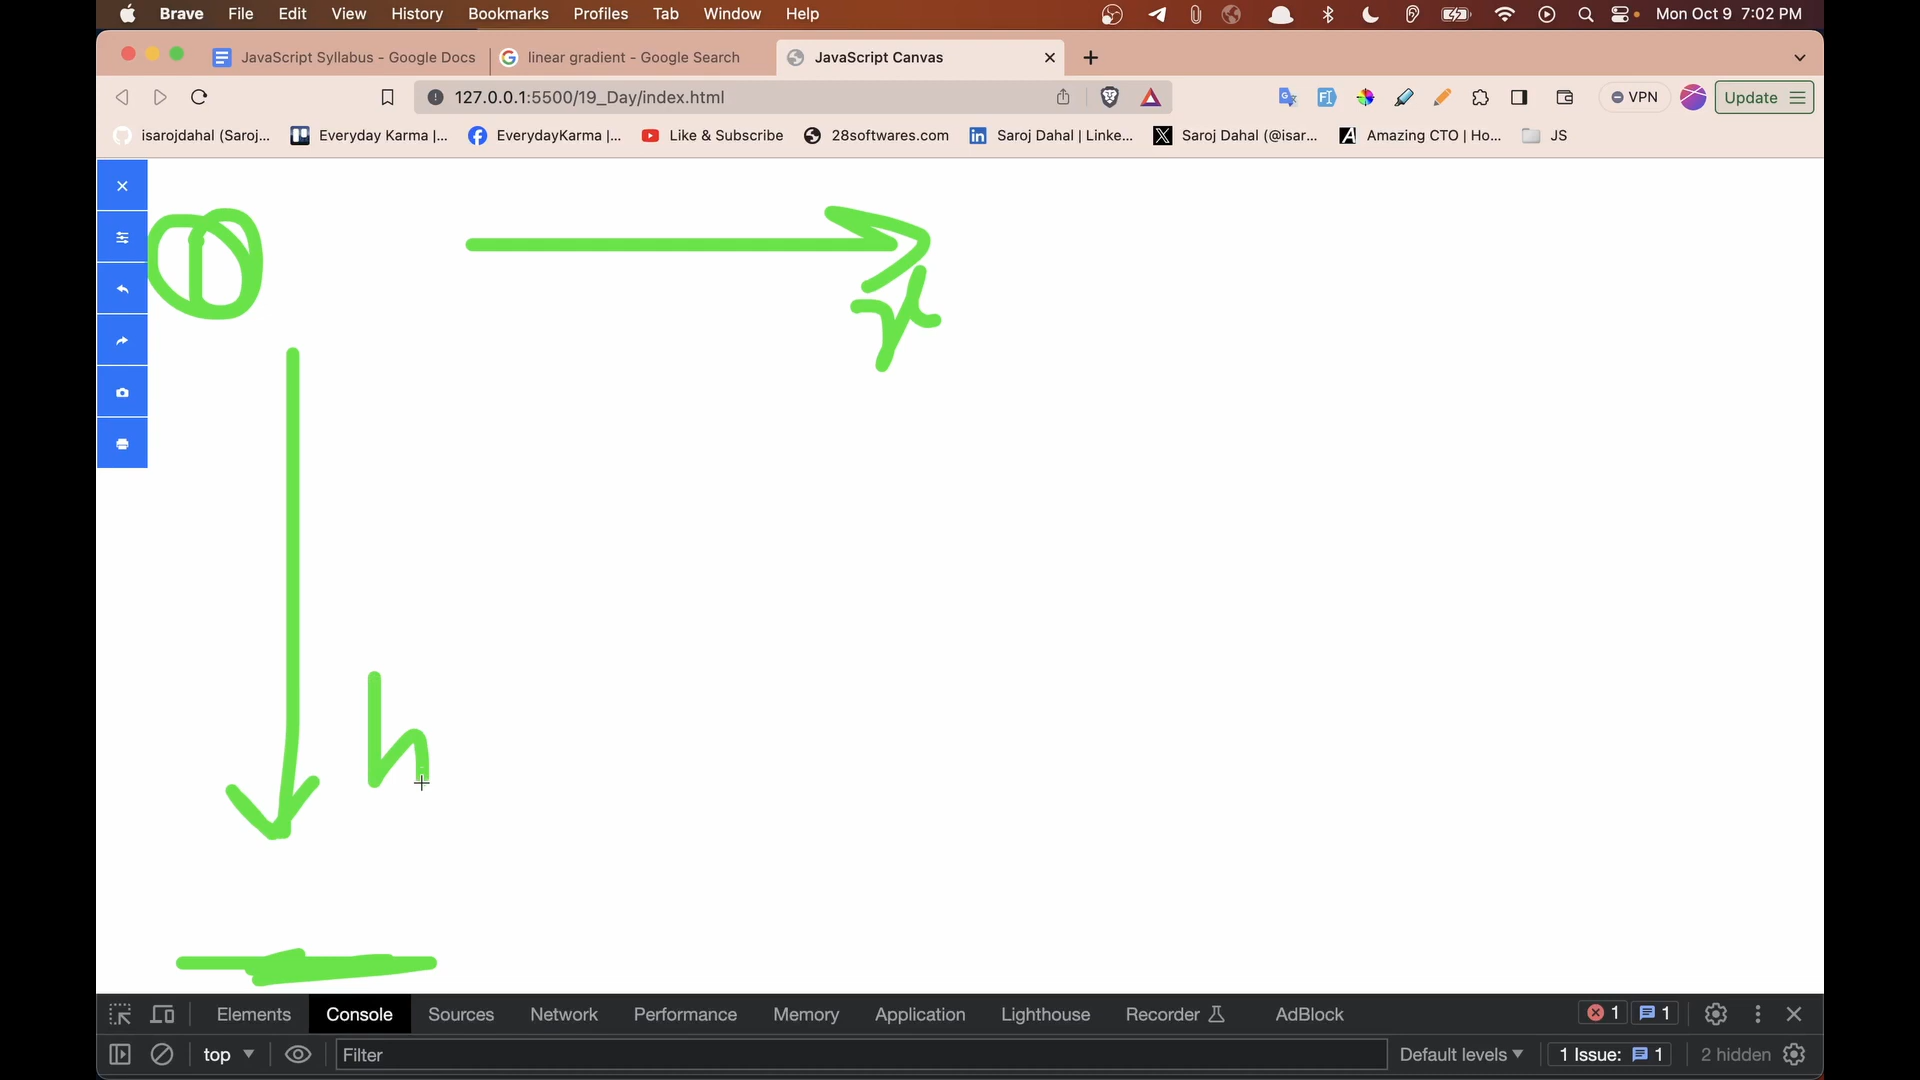 Brave File Edit View History Bookmarks Profiles Tab Window Help Mon Oct 9 7:02 PM
JavaScript Syllabus - Google Docs linear gradient - Google Search JavaScript Canvas
127.0.0.1:5500/19_Day/index.html VPN Update
isarojdahal (Saroj... Everyday Karma |... EverydayKarma |... Like & Subscribe 28softwares.com Saroj Dahal | Linke... Saroj Dahal (@isar... Amazing CTO | Ho... JS
x
h
Elements Console Sources Network Performance Memory Application Lighthouse Recorder AdBlock 1 1
top Filter Default levels 1 Issue: 1 2 hidden